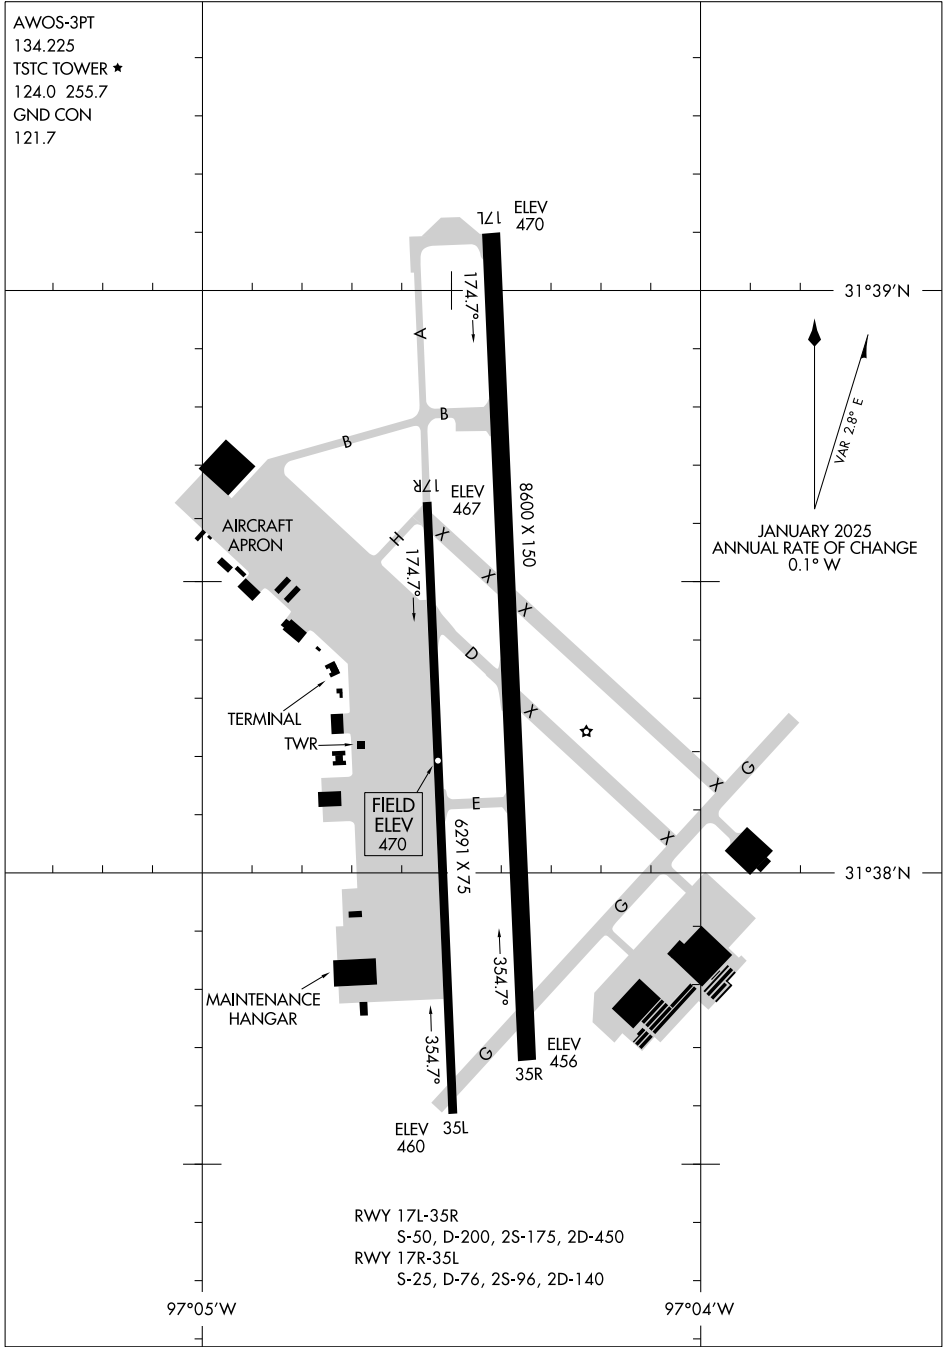 AWOS-3PT
134.225
TSTC TOWER ★
124.0 255.7
GND CON
121.7
17L
ELEV
470
174.7°
31°39'N
A
VAR 2.8° E
B
B
JANUARY 2025
ANNUAL RATE OF CHANGE
0.1° W
17R
ELEV
467
8600 X 150
AIRCRAFT
APRON
H
X
174.7°
X
X
D
X
TERMINAL
TWR
G
X
FIELD
ELEV
470
E
6291 X 75
X
31°38'N
G
354.7°
MAINTENANCE
HANGAR
354.7°
G
ELEV
456
35R
ELEV
460
35L
RWY 17L-35R
S-50, D-200, 2S-175, 2D-450
RWY 17R-35L
S-25, D-76, 2S-96, 2D-140
97°05'W
97°04'W